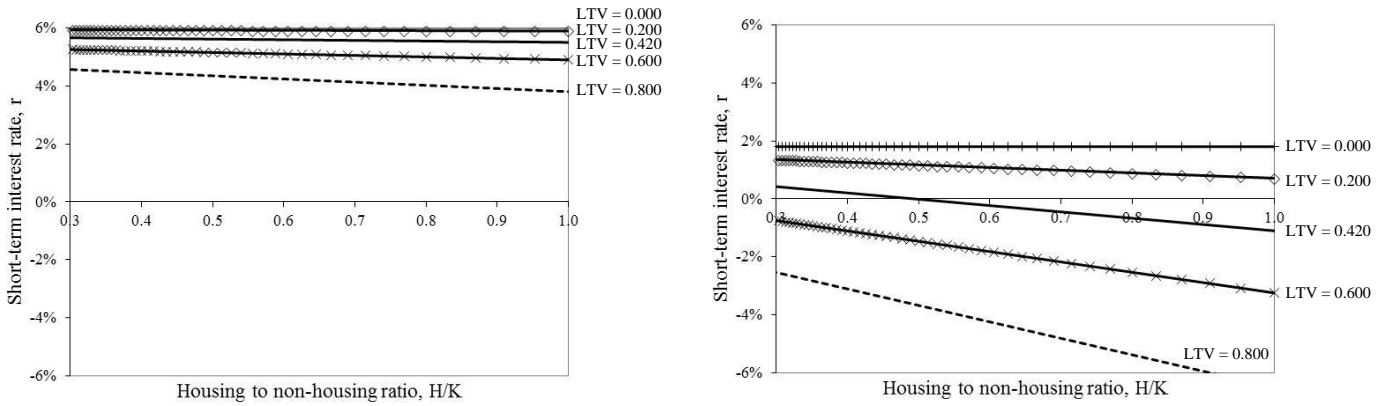 6%
4%
2%
0%
-2%
-4%
-6%
0.3 0.4 0.5 0.6 0.7 0.8 0.9 1.0
Short-term interest rate, r
Housing to non-housing ratio, H/K
LTV = 0.000
LTV = 0.200
LTV = 0.420
LTV = 0.600
LTV = 0.800
6%
4%
2%
0%
-2%
-4%
-6%
0.3 0.4 0.5 0.6 0.7 0.8 0.9 1.0
Short-term interest rate, r
Housing to non-housing ratio, H/K
LTV = 0.000
LTV = 0.200
LTV = 0.420
LTV = 0.600
LTV = 0.800